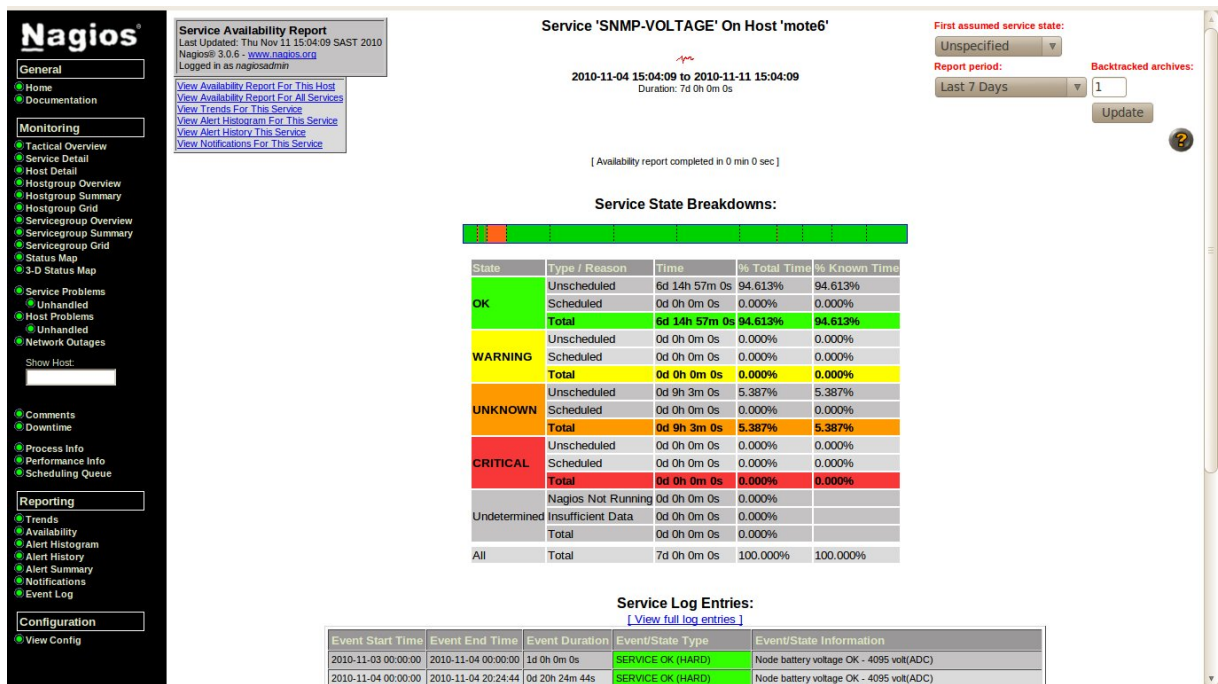 Nagios®
General
Home
Documentation
Monitoring
Tactical Overview
Service Detail
Host Detail
Hostgroup Overview
Hostgroup Summary
Hostgroup Grid
Servicegroup Overview
Servicegroup Summary
Servicegroup Grid
Status Map
3-D Status Map
Service Problems
Unhandled
Host Problems
Unhandled
Network Outages
Show Host:
Comments
Downtime
Process Info
Performance Info
Scheduling Queue
Reporting
Trends
Availability
Alert Histogram
Alert History
Alert Summary
Notifications
Event Log
Configuration
View Config
Service Availability Report
Last Updated: Thu Nov 11 15:04:09 SAST 2010
Nagios® 3.0.6 - www.nagios.org
Logged in as nagiosadmin
View Availability Report For This Host
View Availability Report For All Services
View Trends For This Service
View Alert Histogram For This Service
View Alert History This Service
View Notifications For This Service
Service 'SNMP-VOLTAGE' On Host 'mote6'
2010-11-04 15:04:09 to 2010-11-11 15:04:09
Duration: 7d 0h 0m 0s
[ Availability report completed in 0 min 0 sec ]
First assumed service state:
Unspecified
Report period: Backtracked archives:
Last 7 Days 1
Update
?
Service State Breakdowns:
State Type / Reason Time % Total Time % Known Time
OK Unscheduled 6d 14h 57m 0s 94.613% 94.613%
Scheduled 0d 0h 0m 0s 0.000% 0.000%
Total 6d 14h 57m 0s 94.613% 94.613%
WARNING Unscheduled 0d 0h 0m 0s 0.000% 0.000%
Scheduled 0d 0h 0m 0s 0.000% 0.000%
Total 0d 0h 0m 0s 0.000% 0.000%
UNKNOWN Unscheduled 0d 9h 3m 0s 5.387% 5.387%
Scheduled 0d 0h 0m 0s 0.000% 0.000%
Total 0d 9h 3m 0s 5.387% 5.387%
CRITICAL Unscheduled 0d 0h 0m 0s 0.000% 0.000%
Scheduled 0d 0h 0m 0s 0.000% 0.000%
Total 0d 0h 0m 0s 0.000% 0.000%
Undetermined Nagios Not Running 0d 0h 0m 0s 0.000%
Insufficient Data 0d 0h 0m 0s 0.000%
Total 0d 0h 0m 0s 0.000%
All Total 7d 0h 0m 0s 100.000% 100.000%
Service Log Entries:
[ View full log entries ]
Event Start Time Event End Time Event Duration Event/State Type Event/State Information
2010-11-03 00:00:00 2010-11-04 00:00:00 1d 0h 0m 0s SERVICE OK (HARD) Node battery voltage OK - 4095 volt(ADC)
2010-11-04 00:00:00 2010-11-04 20:24:44 0d 20h 24m 44s SERVICE OK (HARD) Node battery voltage OK - 4095 volt(ADC)